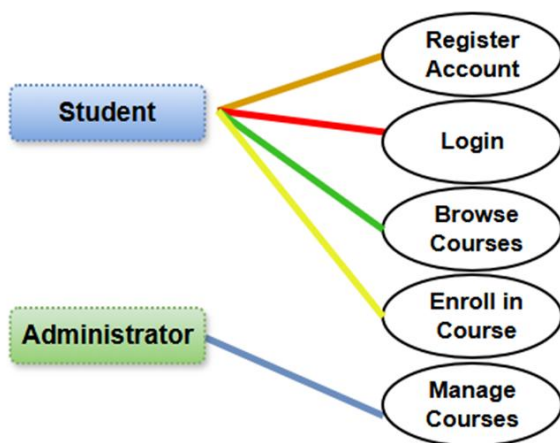 Register
Account
Student
Login
Browse
Courses
Enroll in
Course
Administrator
Manage
Courses